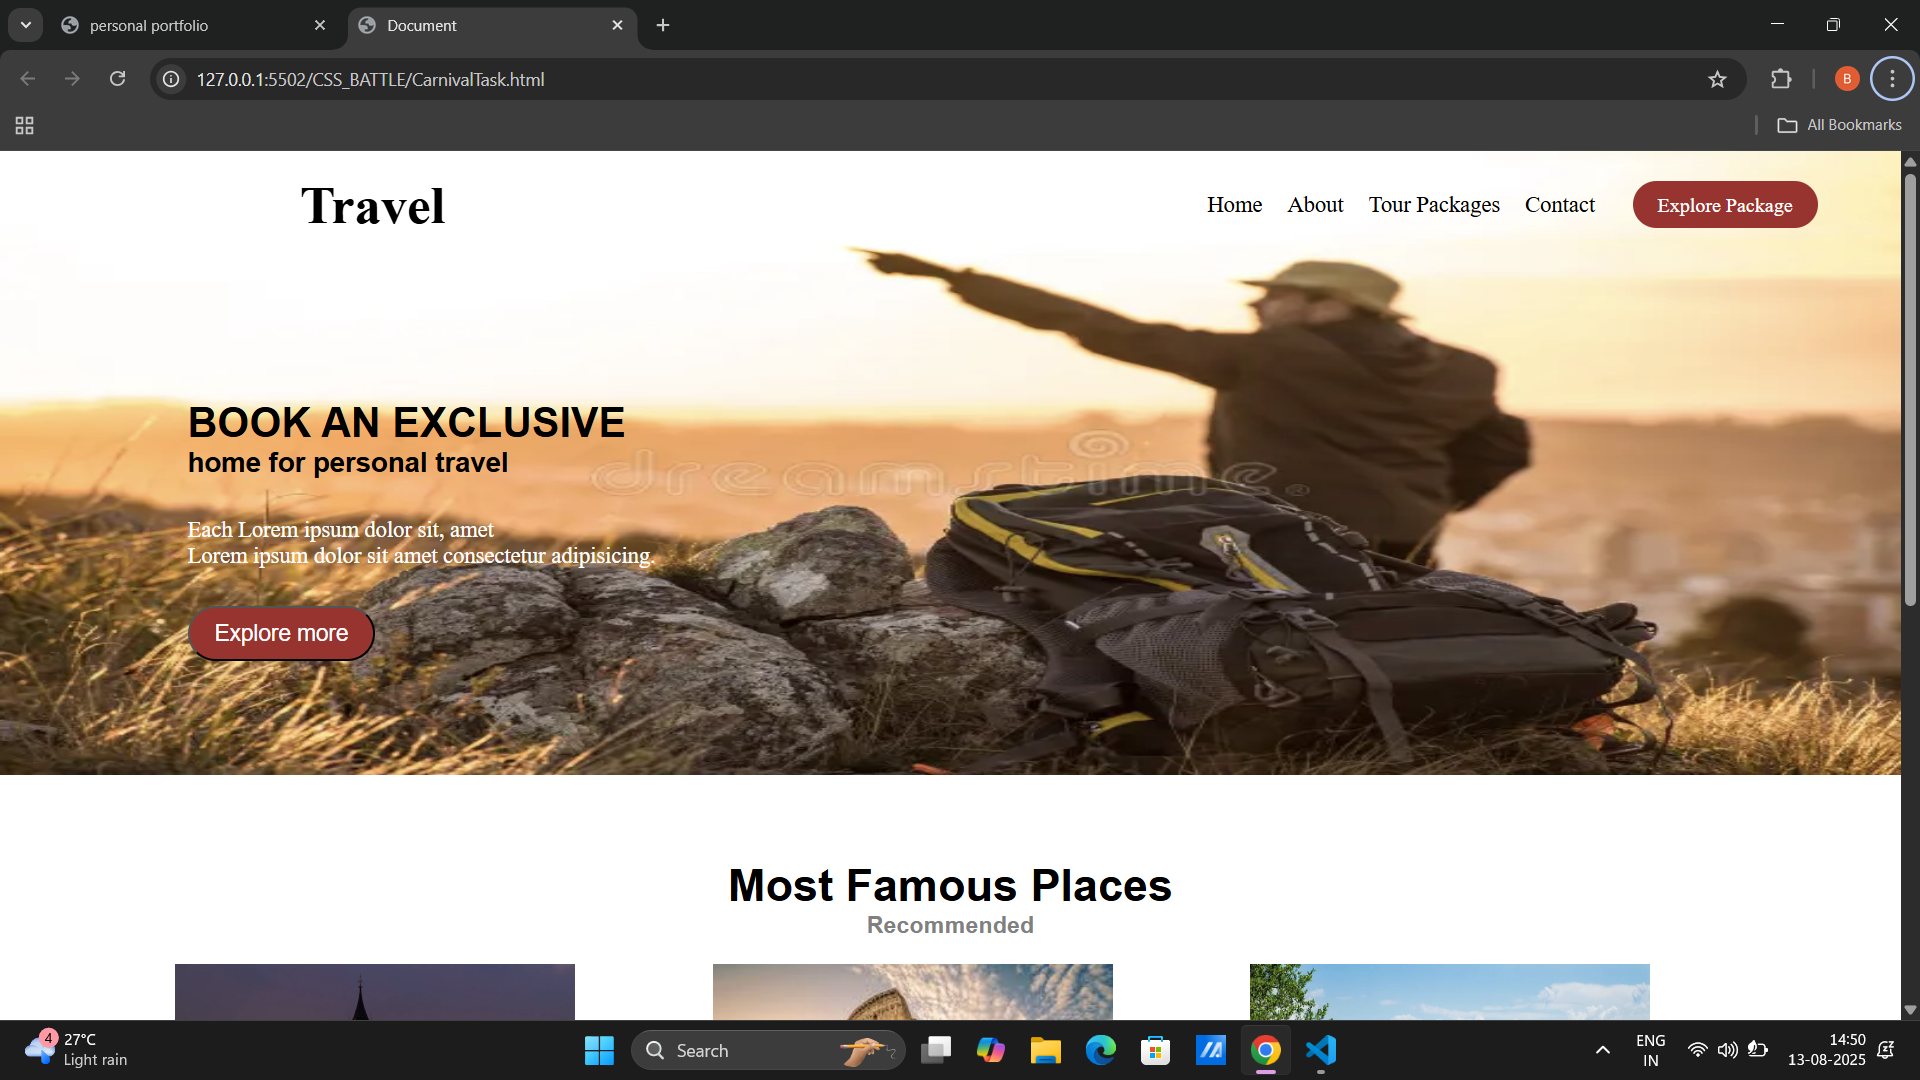 personal portfolio
Document
127.0.0.1:5502/CSS_BATTLE/CarnivalTask.html
B
All Bookmarks
Travel
Home About Tour Packages Contact Explore Package
BOOK AN EXCLUSIVE
home for personal travel
dreamstime.
Each Lorem ipsum dolor sit, amet
Lorem ipsum dolor sit amet consectetur adipisicing.
Explore more
Most Famous Places
Recommended
4
27°C
Light rain
Search
ENG
IN
14:50
13-08-2025